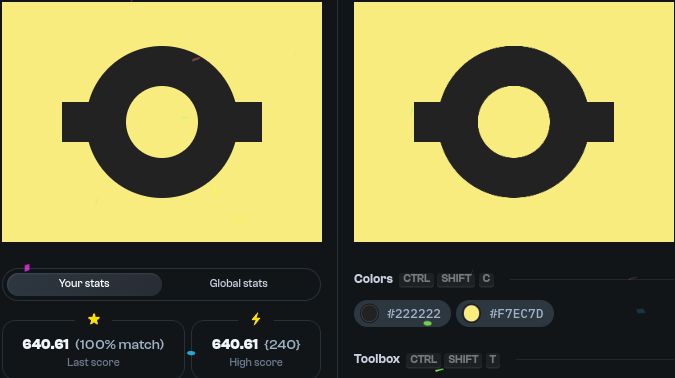 Your stats
Global stats
640.61 (100% match)
Last score
640.61 {240}
High score
Colors CTRL SHIFT C
#222222
#F7EC7D
Toolbox CTRL SHIFT T